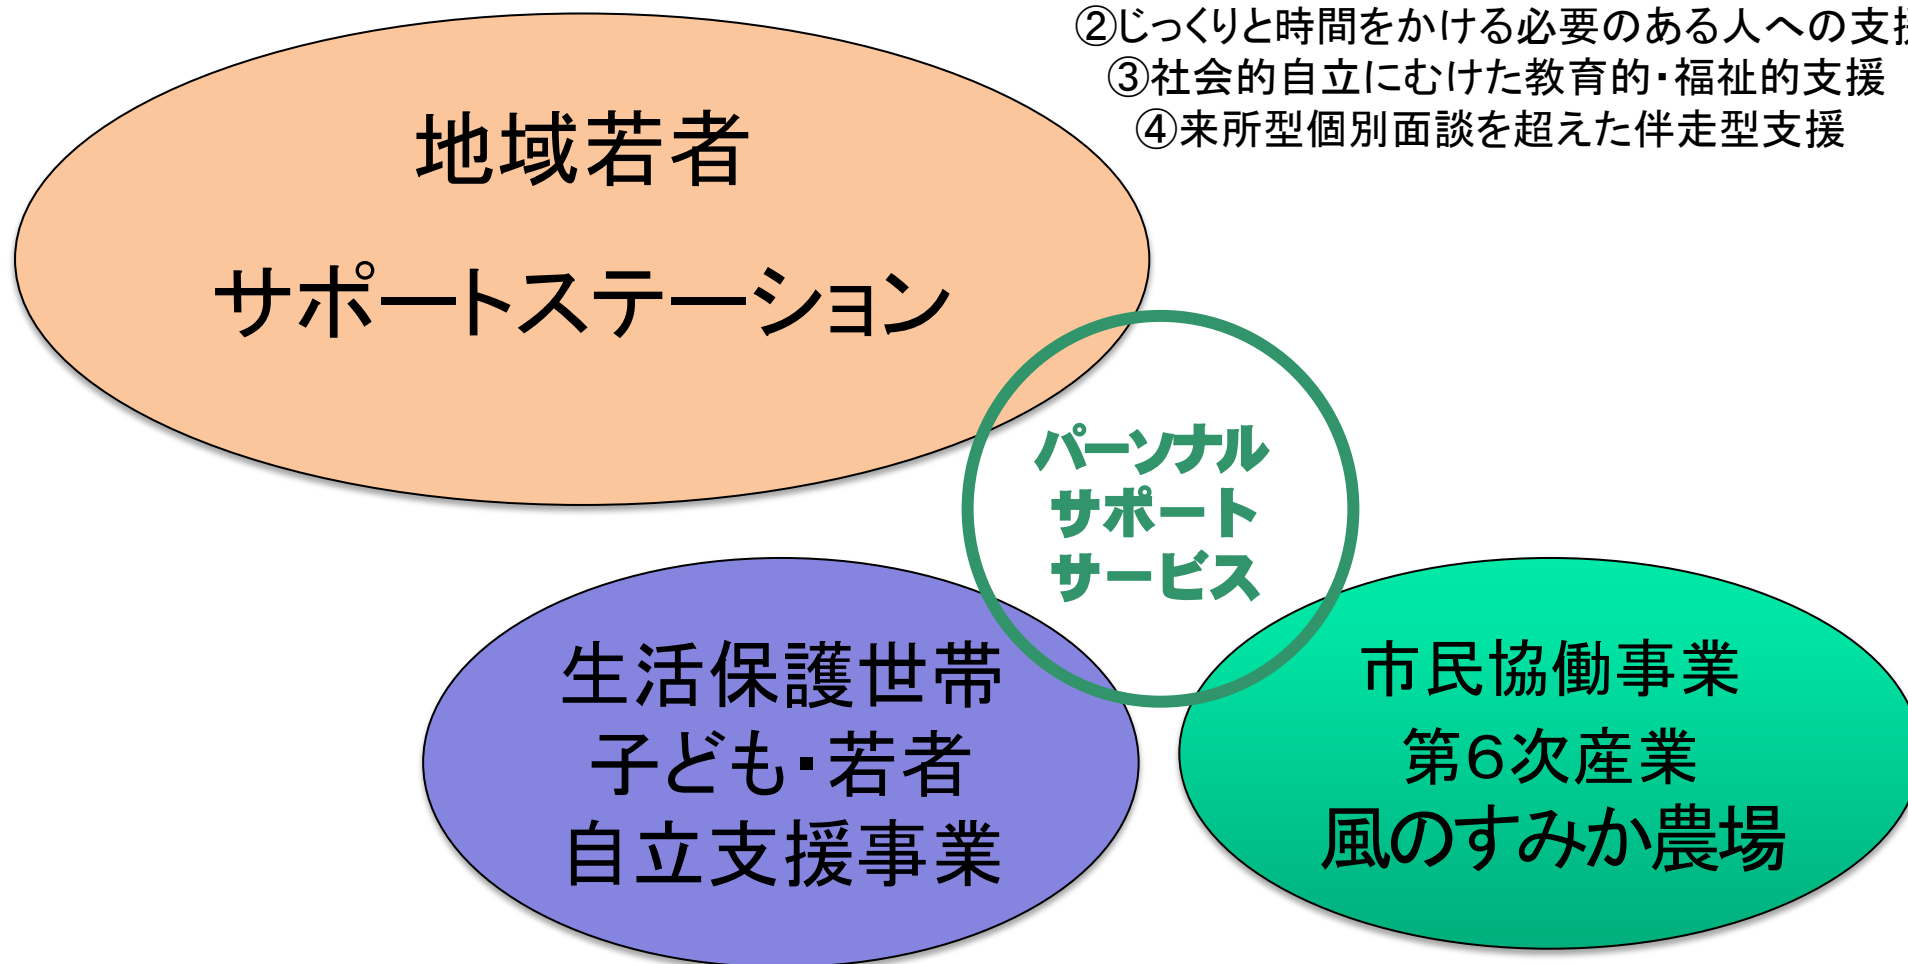 ②じっくりと時間をかける必要のある人への支援
③社会的自立にむけた教育的・福祉的支援
④来所型個別面談を超えた伴走型支援
地域若者
サポートステーション
パーソナル
サポート
サービス
生活保護世帯
子ども・若者
自立支援事業
市民協働事業
第６次産業
風のすみか農場